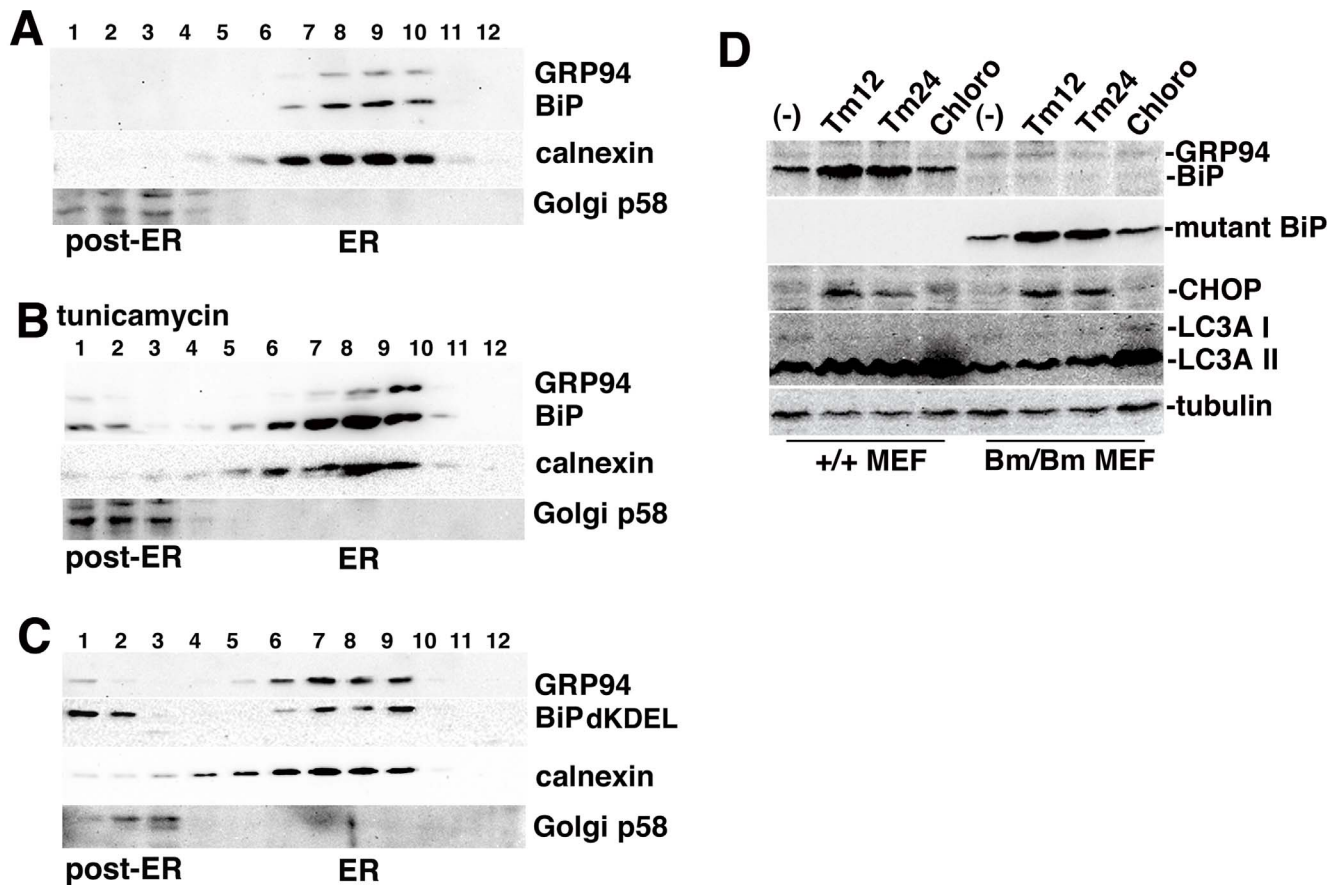 A
1 2 3 4 5 6 7 8 9 10 11 12
GRP94
BiP
calnexin
Golgi p58
post-ER ER
B tunicamycin
1 2 3 4 5 6 7 8 9 10 11 12
GRP94
BiP
calnexin
Golgi p58
post-ER ER
C
1 2 3 4 5 6 7 8 9 10 11 12
GRP94
BiPdKDEL
calnexin
Golgi p58
post-ER ER
D
(-) Tm12 Tm24 Chloro (-) Tm12 Tm24 Chloro
-GRP94
-BiP
-mutant BiP
-CHOP
-LC3A I
-LC3A II
-tubulin
+/+ MEF Bm/Bm MEF